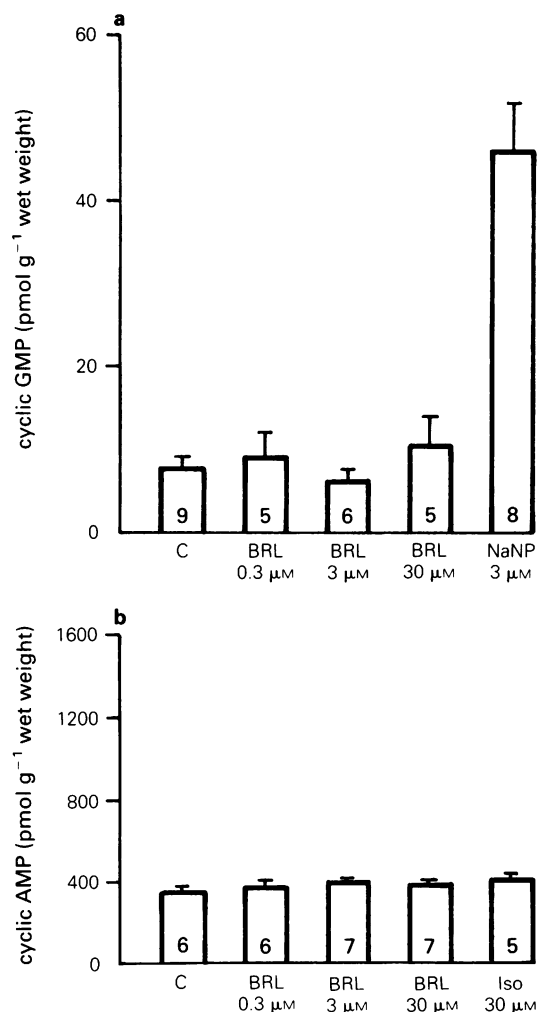 a
60
40
20
0
cyclic GMP (pmol g⁻¹ wet weight)
9 5 6 5 8
C BRL BRL BRL NaNP
0.3 μM 3 μM 30 μM 3 μM
b
1600
1200
800
400
0
cyclic AMP (pmol g⁻¹ wet weight)
6 6 7 7 5
C BRL BRL BRL Iso
0.3 μM 3 μM 30 μM 30 μM